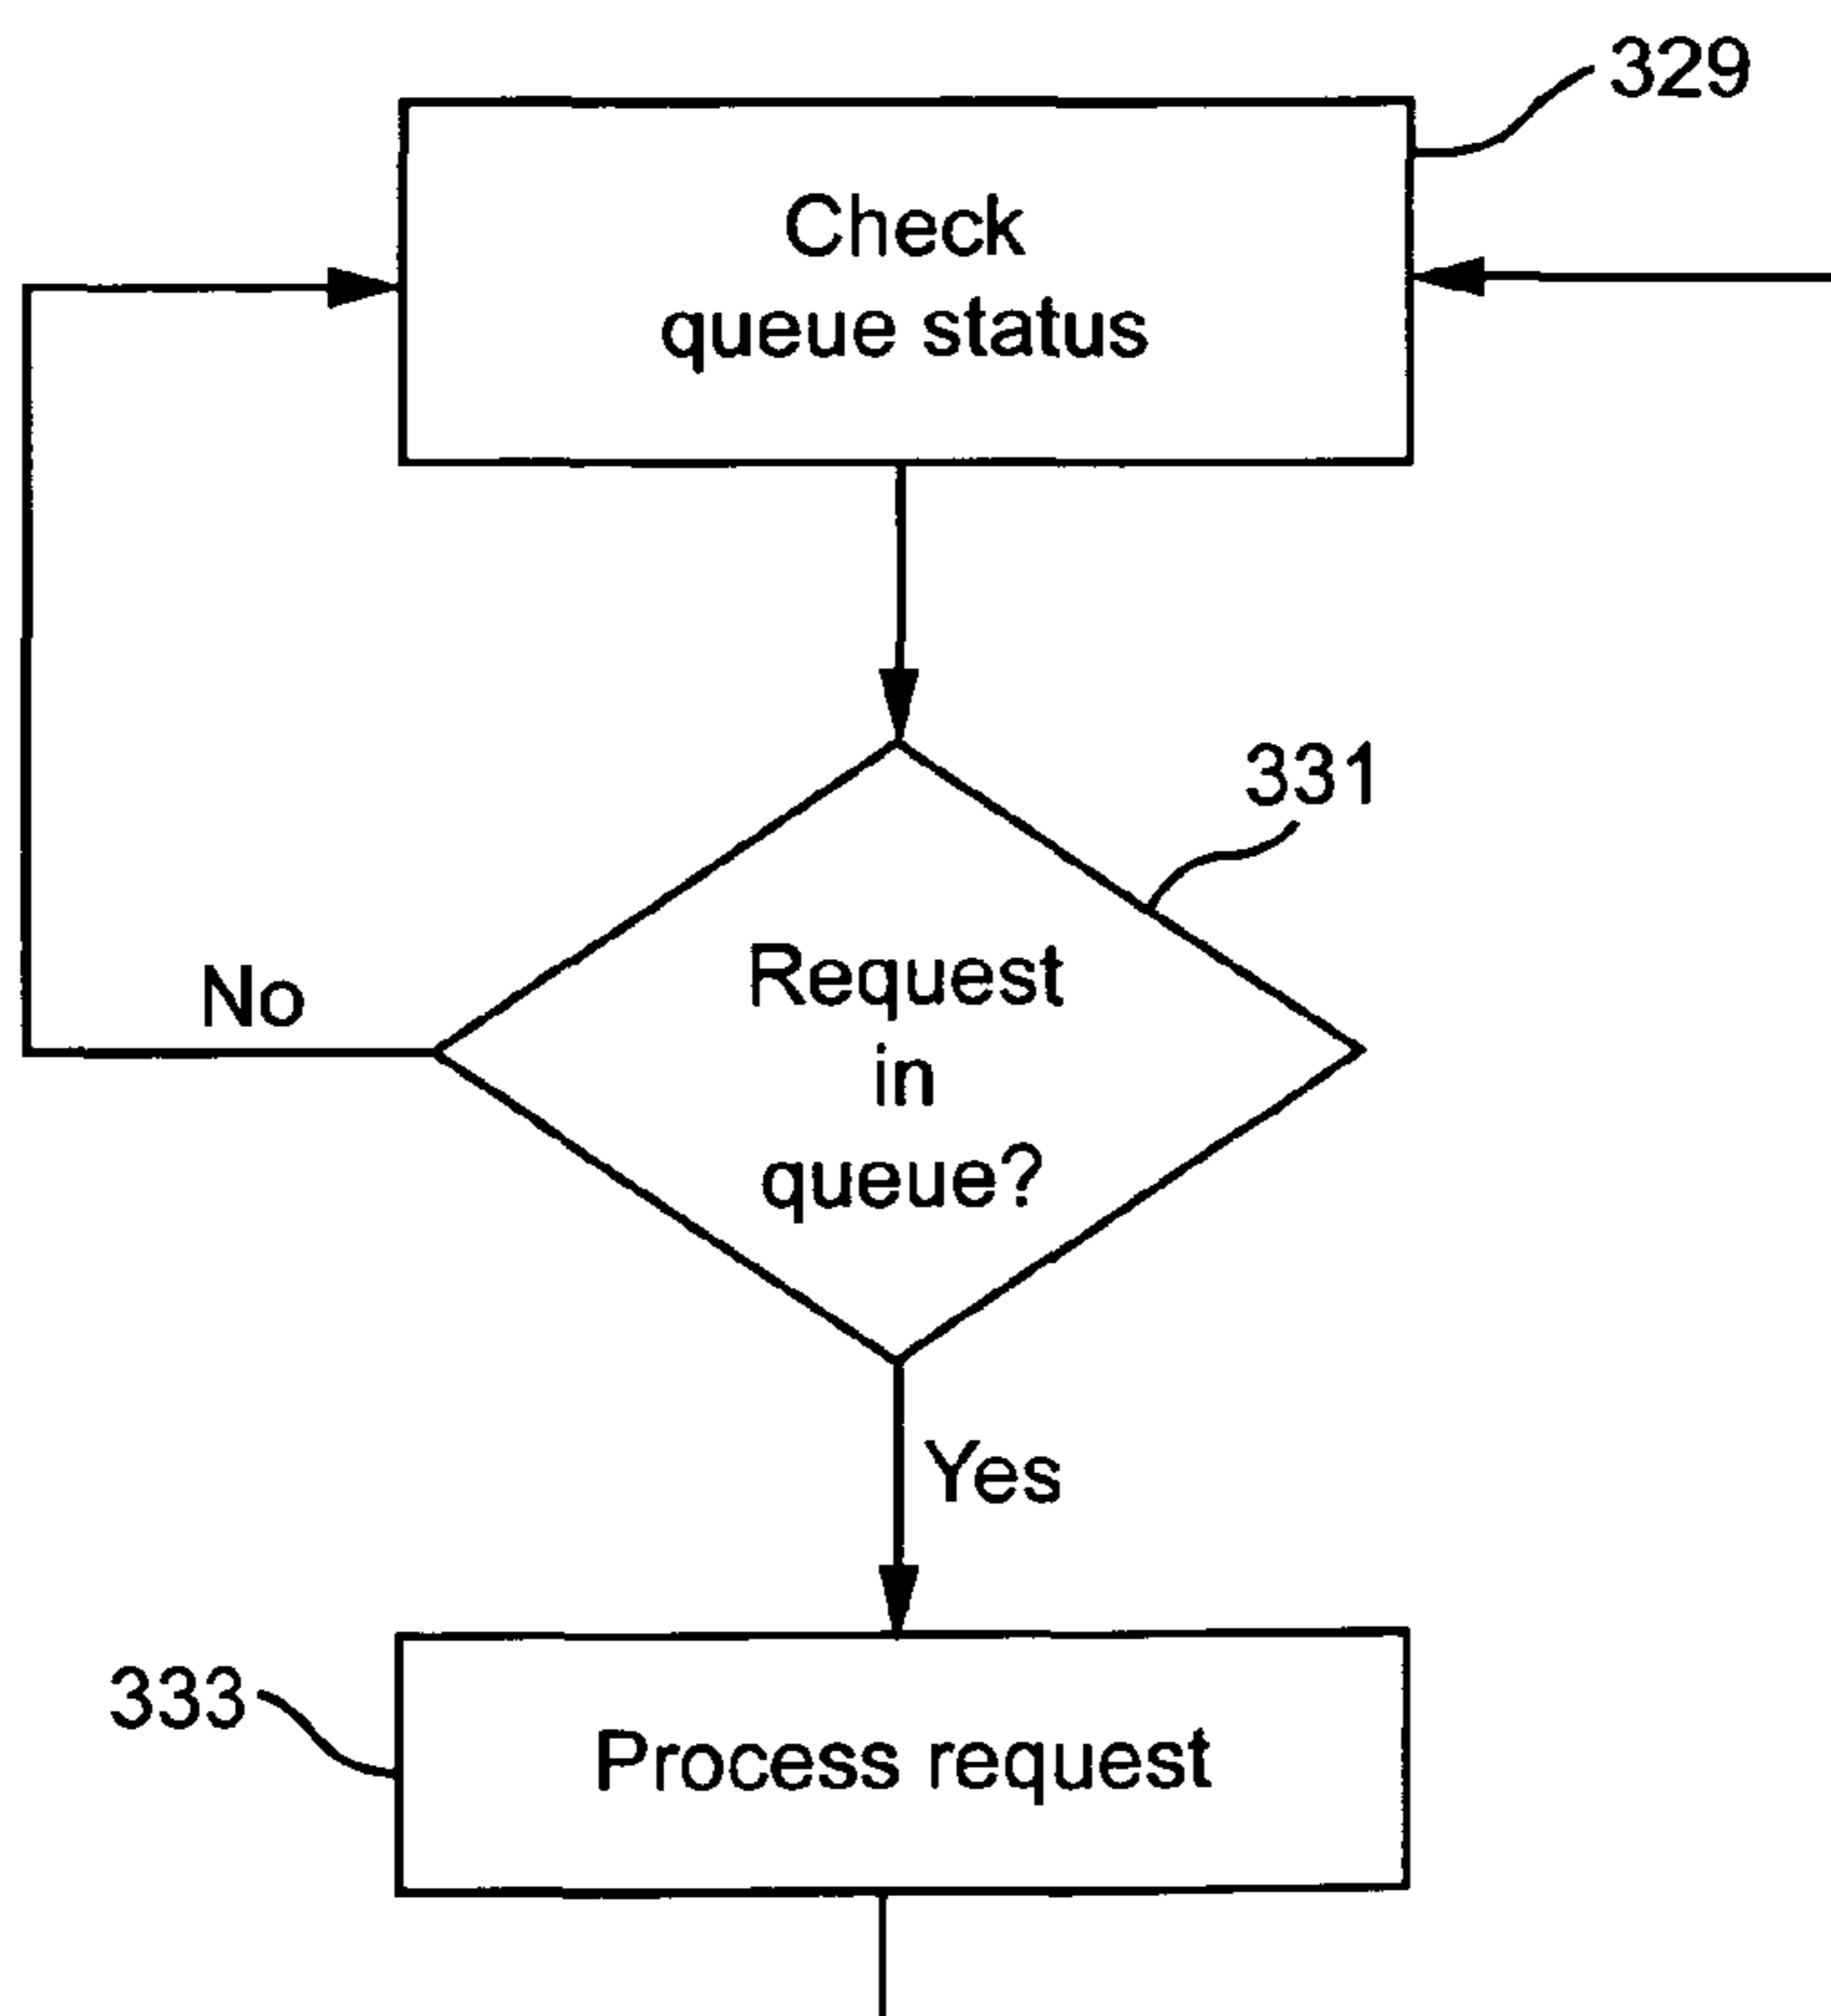 329
Check
queue status
331
Request
in
queue?
No
Yes
333
Process request